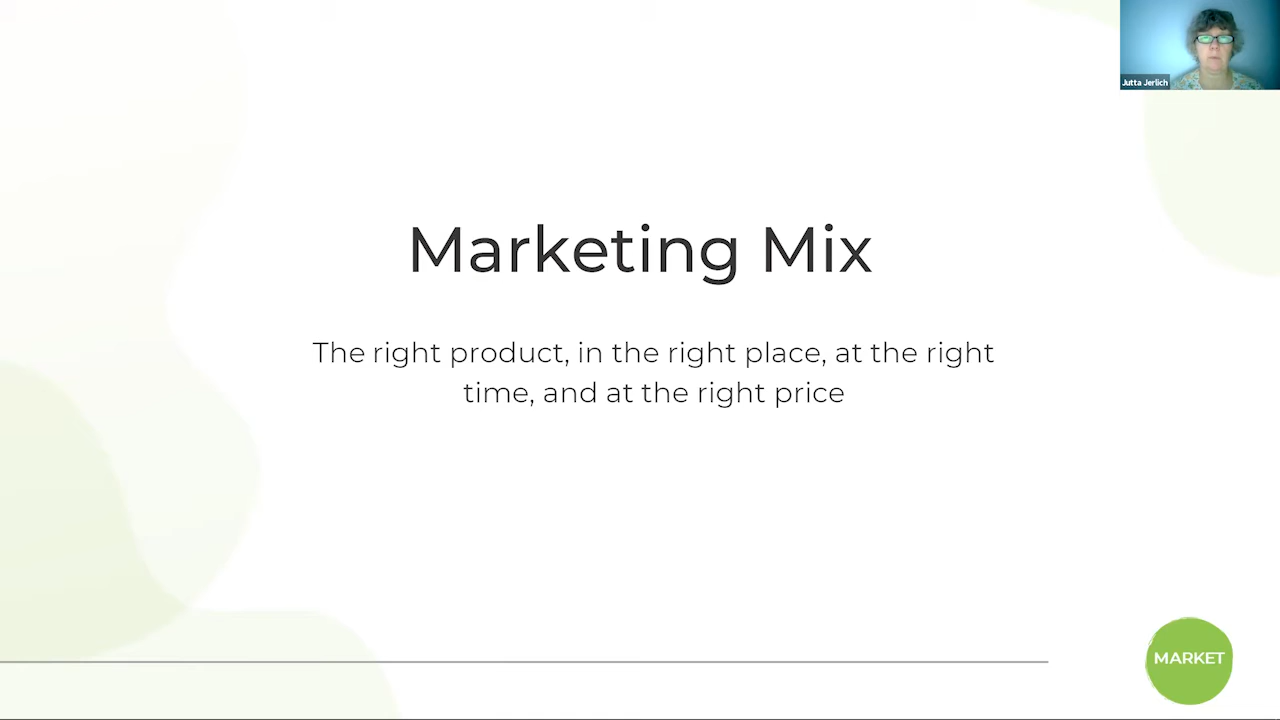 Jutta Jerlich
Marketing Mix
The right product, in the right place, at the right
time, and at the right price
MARKET